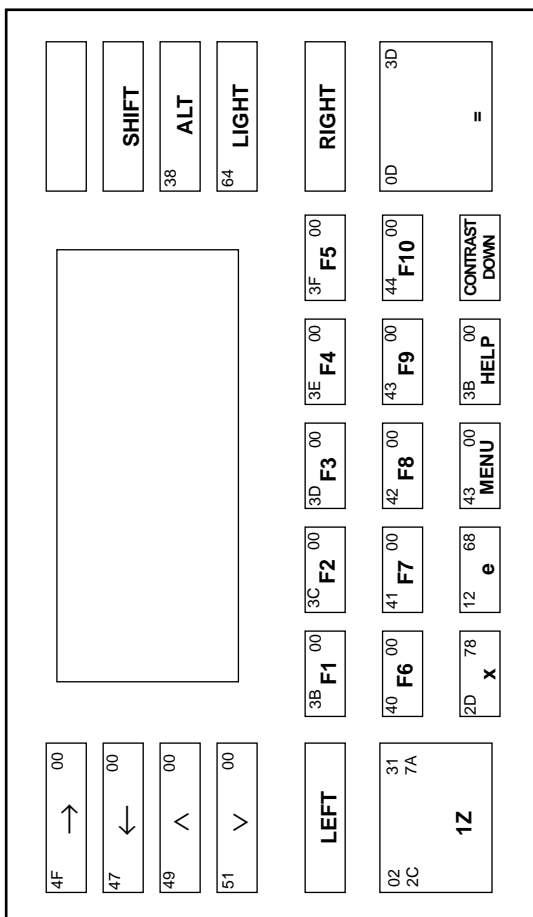 4F 00
→
47 00
← SHIFT
49 00 38
∧ ALT
51 00 64
∨ LIGHT
3B 00 3C 00 3D 00 3E 00 3F 00
LEFT F1 F2 F3 F4 F5 RIGHT
02 31 40 00 41 00 42 00 43 00 44 00 0D 3D
2C 7A F6 F7 F8 F9 F10
2D 78 12 68 43 00 3B 00 CONTRAST
1Z x e MENU HELP DOWN =